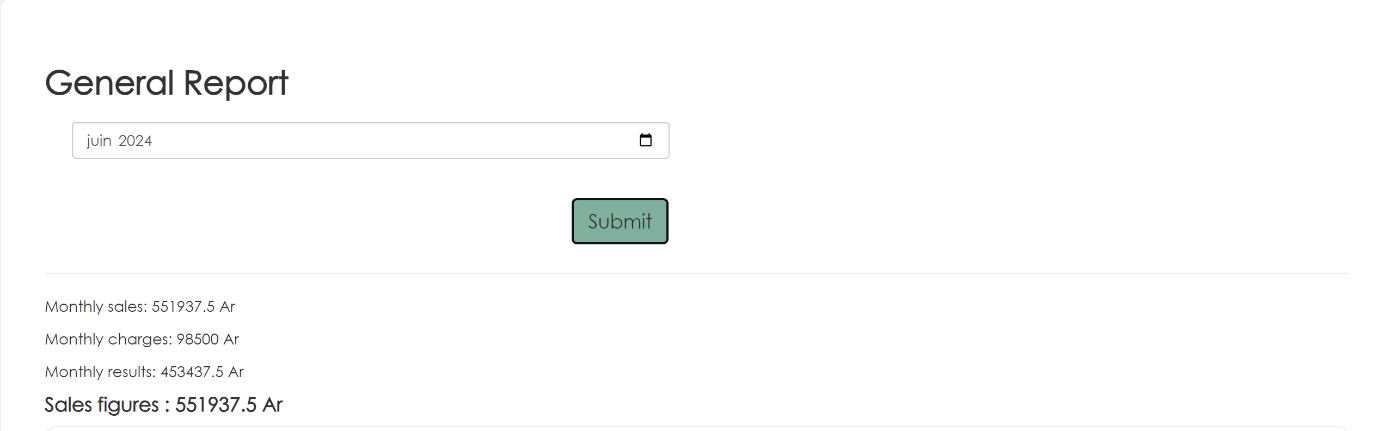 General Report
juin 2024
Submit
Monthly sales: 551937.5 Ar
Monthly charges: 98500 Ar
Monthly results: 453437.5 Ar
Sales figures : 551937.5 Ar